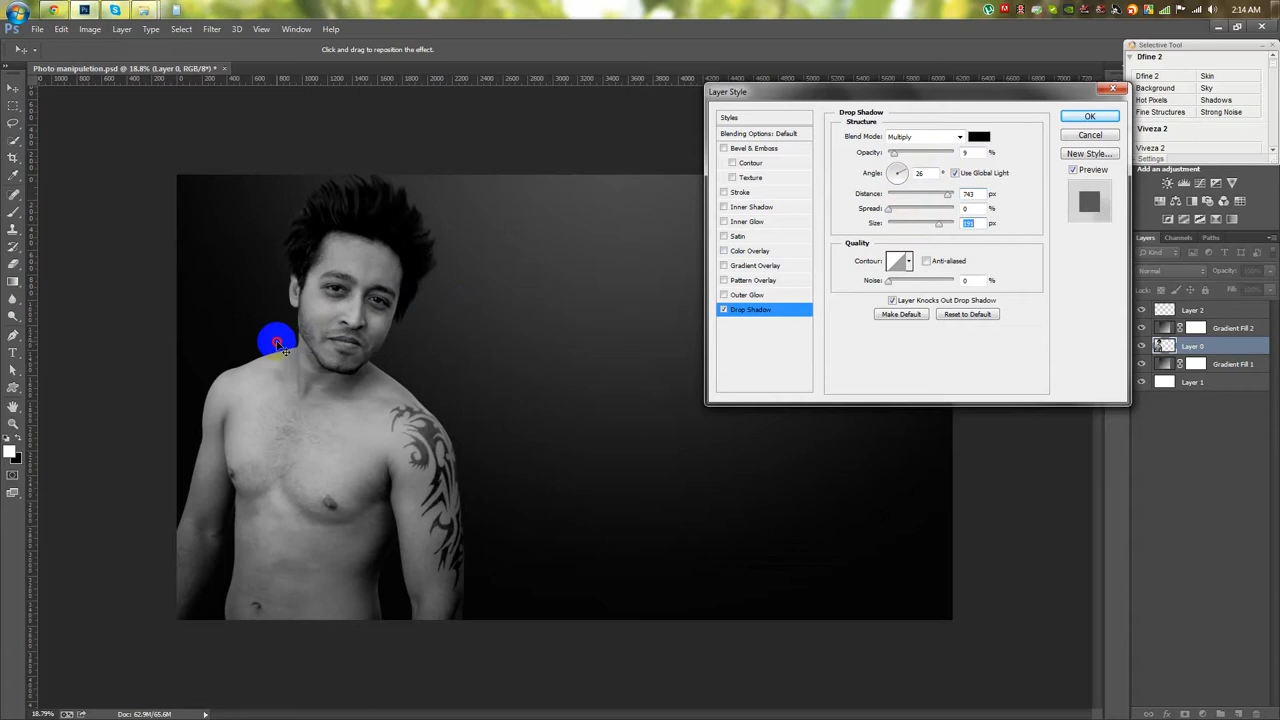 2:14 AM
Ps File Edit Image Layer Type Select Filter 3D View Window Help
Click and drag to reposition the effect.
Photo manipuletion.psd @ 18.8% (Layer 0, RGB/8*) *
Selective Tool
Dfine 2
Dfine 2 Skin
Background Sky
Hot Pixels Shadows
Fine Structures Strong Noise
Viveza 2
Viveza 2
Settings
Add an adjustment
Layers Channels Paths
Kind
Normal Opacity:
Lock: Fill:
Layer 2
Gradient Fill 2
Layer 0
Gradient Fill 1
Layer 1
Layer Style
Styles
Blending Options: Default
Bevel & Emboss
Contour
Texture
Stroke
Inner Shadow
Inner Glow
Satin
Color Overlay
Gradient Overlay
Pattern Overlay
Outer Glow
Drop Shadow
Drop Shadow
Structure
Blend Mode: Multiply
Opacity: 9 %
Angle: 26 ° Use Global Light
Distance: 743 px
Spread: 0 %
Size: px
Quality
Contour: Anti-aliased
Noise: 0 %
Layer Knocks Out Drop Shadow
Make Default Reset to Default
OK
Cancel
New Style...
Preview
18.79% Doc: 62.9M/65.6M